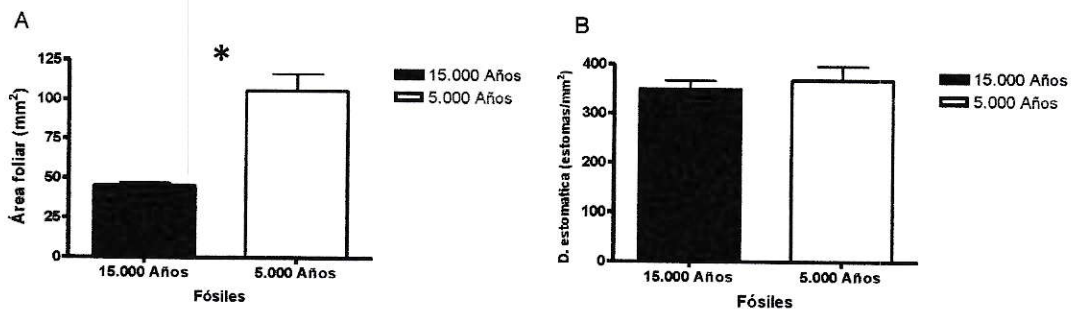 A
*
Área foliar (mm²)
125
100
75
50
25
0
15.000 Años
5.000 Años
Fósiles
15.000 Años
5.000 Años
B
D. estomatica (estomas/mm²)
400
300
200
100
0
15.000 Años
5.000 Años
Fósiles
15.000 Años
5.000 Años